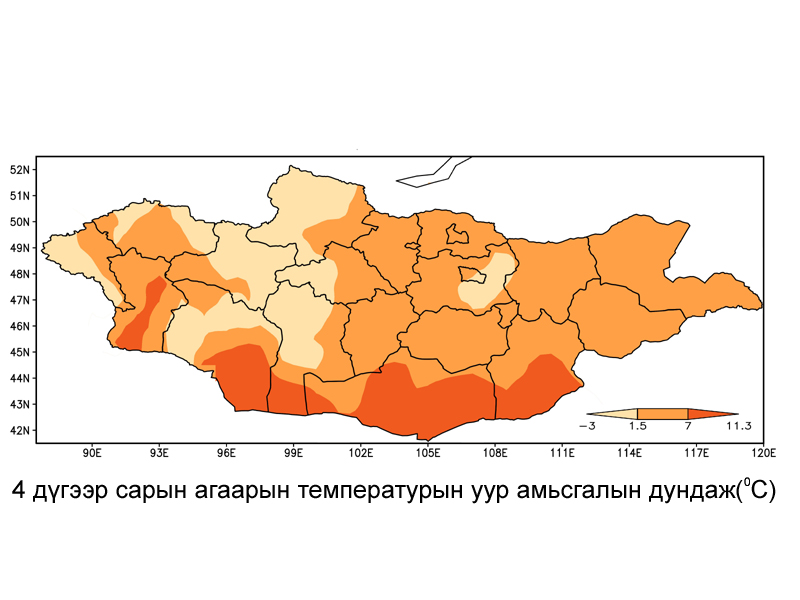 52N
51N
50N
49N
48N
47N
46N
45N
44N
43N
42N
-3 1.5 7 11.3
90E 93E 96E 99E 102E 105E 108E 111E 114E 117E 120E
4 дүгээр сарын агаарын температурын уур амьсгалын дундаж(⁰C)